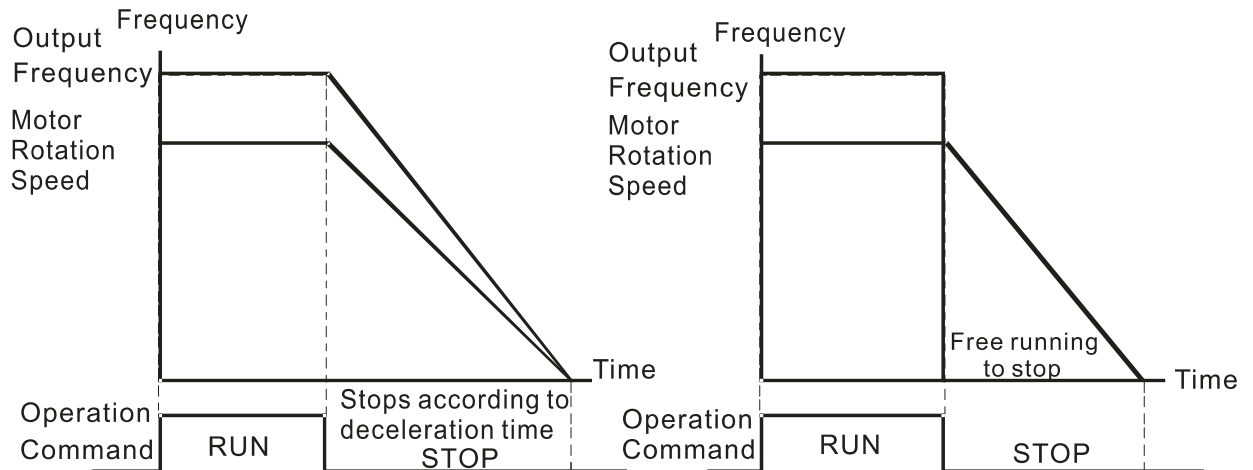 Frequency
Output
Frequency
Motor
Rotation
Speed
Time
Stops according to
deceleration time
Operation
Command
RUN
STOP
Frequency
Output
Frequency
Motor
Rotation
Speed
Free running
to stop
Time
Operation
Command
RUN
STOP